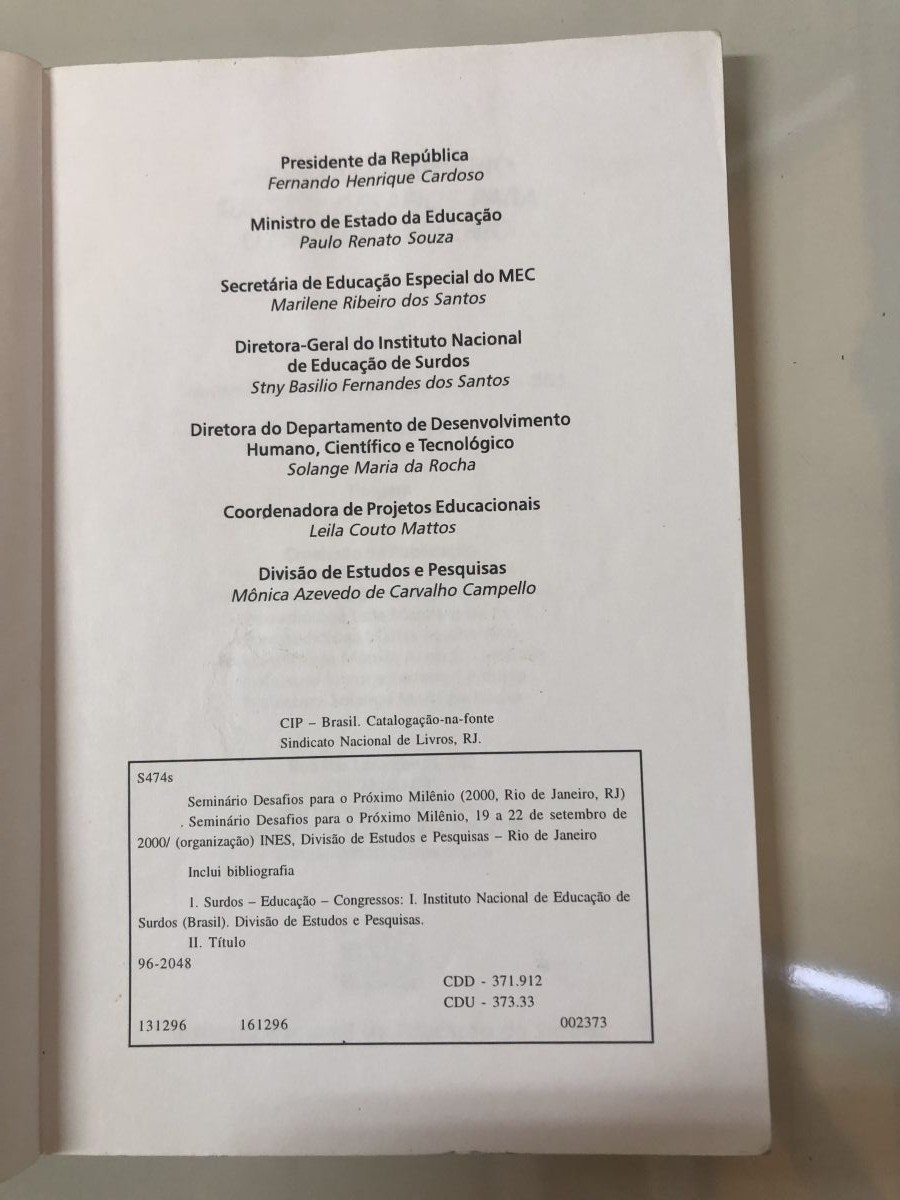 Presidente da República
Fernando Henrique Cardoso
Ministro de Estado da Educação
Paulo Renato Souza
Secretária de Educação Especial do MEC
Marilene Ribeiro dos Santos
Diretora-Geral do Instituto Nacional
de Educação de Surdos
Stny Basilio Fernandes dos Santos
Diretora do Departamento de Desenvolvimento
Humano, Científico e Tecnológico
Solange Maria da Rocha
Coordenadora de Projetos Educacionais
Leila Couto Mattos
Divisão de Estudos e Pesquisas
Mônica Azevedo de Carvalho Campello
CIP – Brasil. Catalogação-na-fonte
Sindicato Nacional de Livros, RJ.
S474s
Seminário Desafios para o Próximo Milênio (2000, Rio de Janeiro, RJ)
. Seminário Desafios para o Próximo Milênio, 19 a 22 de setembro de
2000/ (organização) INES, Divisão de Estudos e Pesquisas – Rio de Janeiro
Inclui bibliografia
1. Surdos – Educação – Congressos: I. Instituto Nacional de Educação de
Surdos (Brasil). Divisão de Estudos e Pesquisas.
II. Título
96-2048
CDD - 371.912
CDU - 373.33
131296 161296 002373